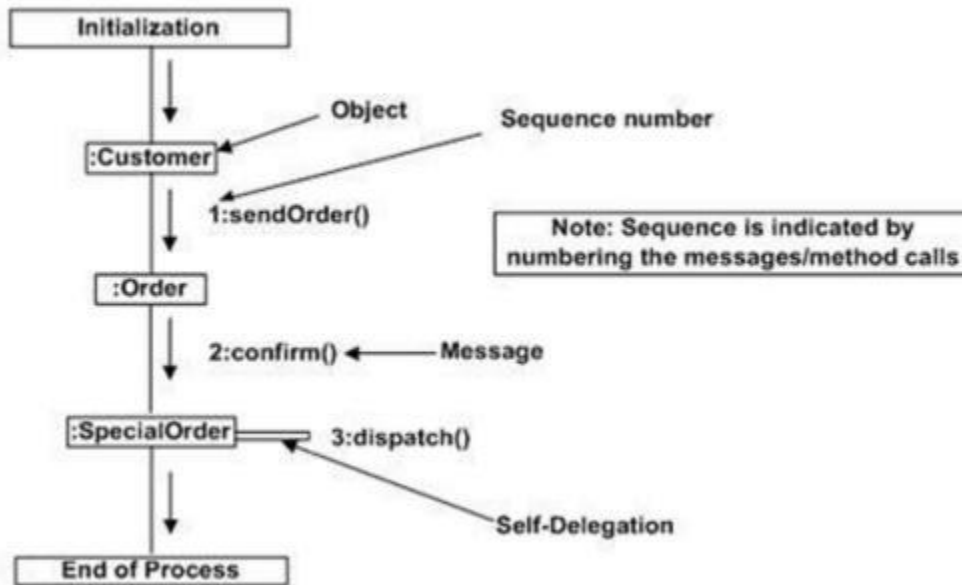 Initialization
Object
Sequence number
:Customer
1:sendOrder()
Note: Sequence is indicated by
numbering the messages/method calls
:Order
2:confirm()
Message
:SpecialOrder
3:dispatch()
Self-Delegation
End of Process